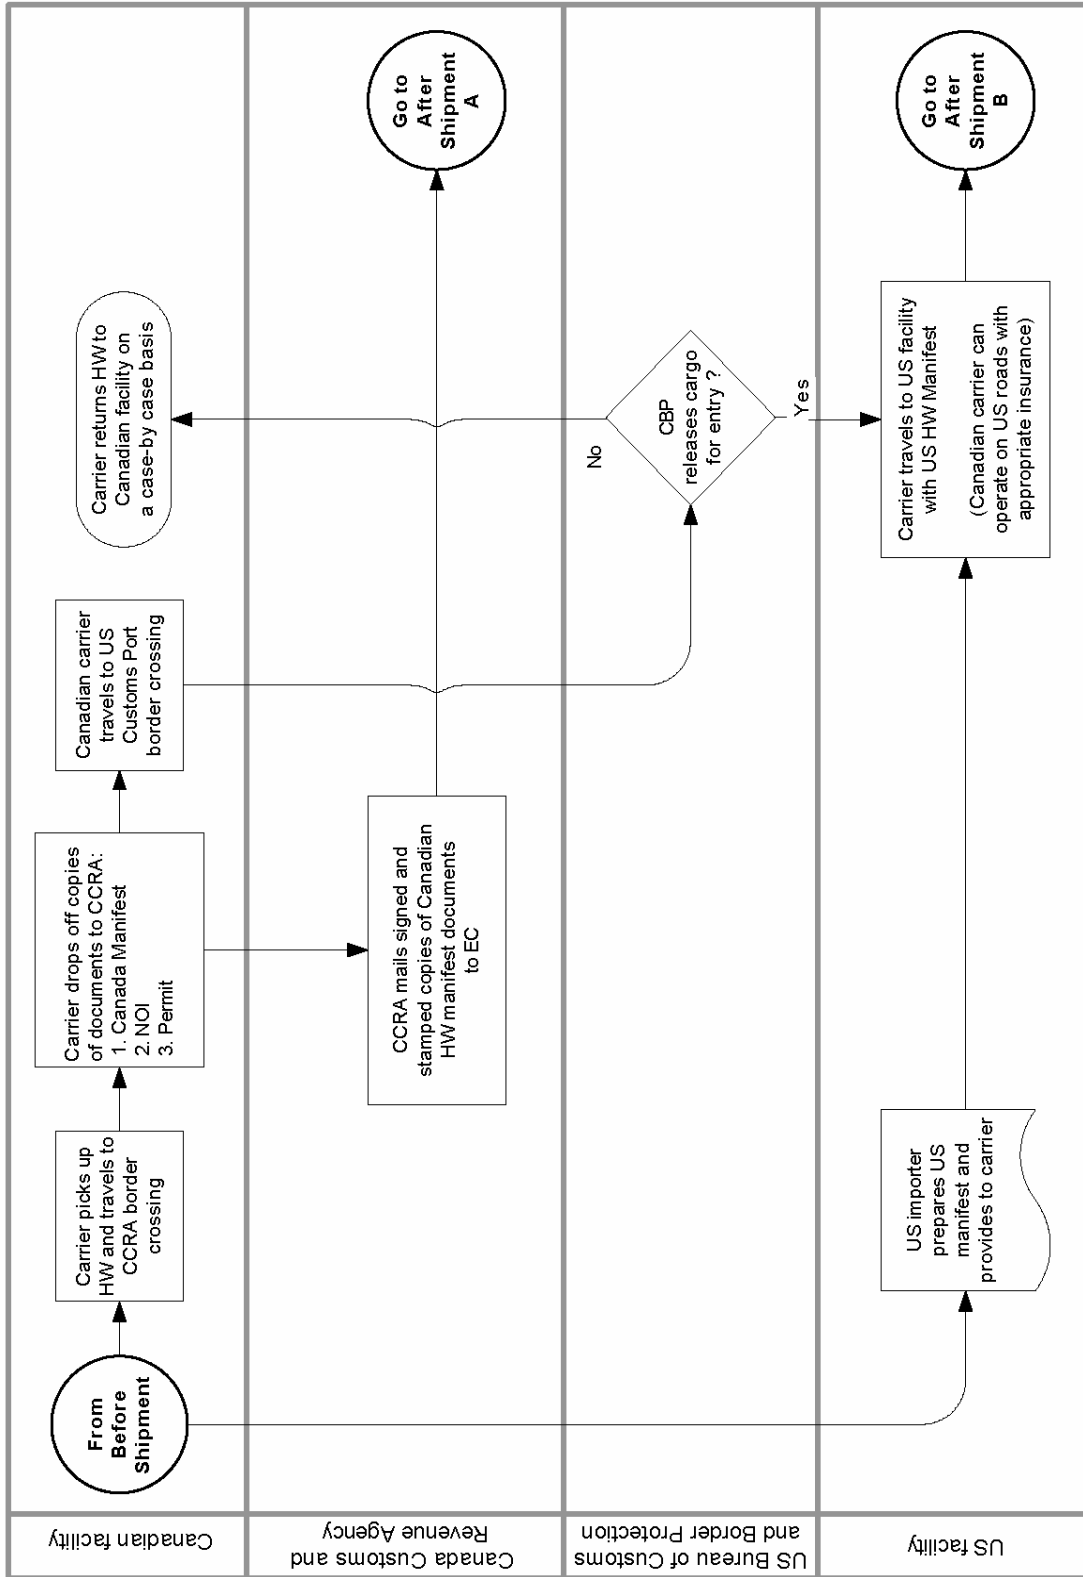 Canadian facility
From
Before
Shipment
Carrier picks up
HW and travels to
CCRA border
crossing
Carrier drops off copies
of documents to CCRA:
1. Canada Manifest
2. NOI
3. Permit
Canadian carrier
travels to US
Customs Port
border crossing
Carrier returns HW to
Canadian facility on
a case-by case basis
Canada Customs and
Revenue Agency
CCRA mails signed and
stamped copies of Canadian
HW manifest documents
to EC
Go to
After
Shipment
A
US Bureau of Customs
and Border Protection
CBP
releases cargo
for entry ?
No
Yes
US facility
US importer
prepares US
manifest and
provides to carrier
Carrier travels to US facility
with US HW Manifest
(Canadian carrier can
operate on US roads with
appropriate insurance)
Go to
After
Shipment
B